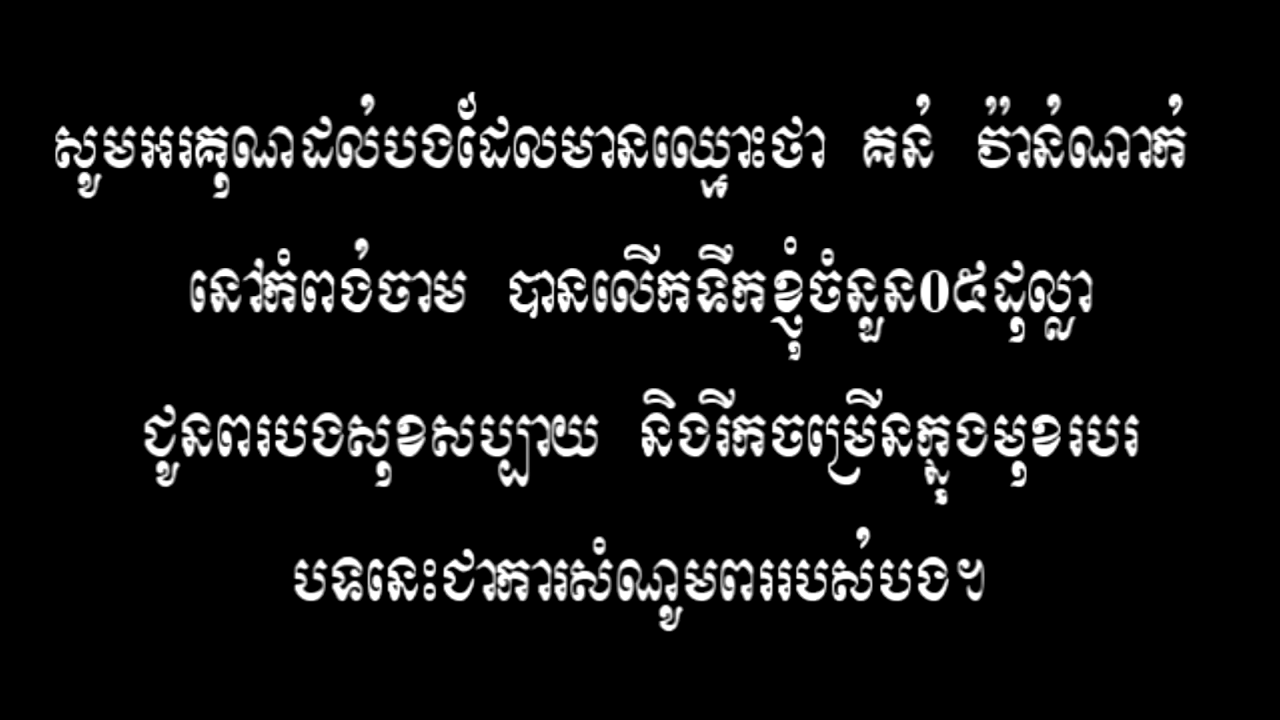 សូមអរគុណដល់បងដែលមានឈ្មោះថា គន់ វ៉ាន់ណាក់
នៅកំពង់ចាម បានលើកទឹកខ្ញុំចំនួន0៥ដុល្លា
ជូនពរបងសុខសប្បាយ និងរីកចម្រើនក្នុងមុខរបរ
បទនេះជាការសំណូមពររបស់បង។